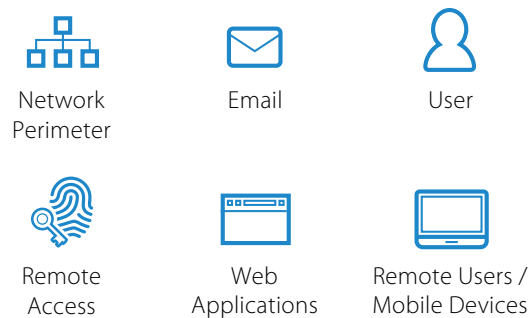 Network
Perimeter
Email
User
Remote
Access
Web
Applications
Remote Users /
Mobile Devices